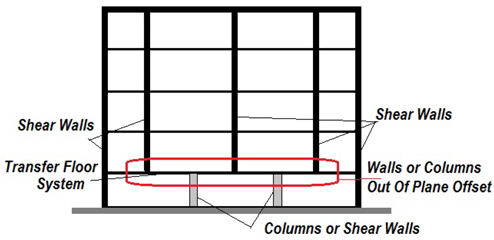 Shear Walls
Shear Walls
Transfer Floor
System
Walls or Columns
Out Of Plane Offset
Columns or Shear Walls